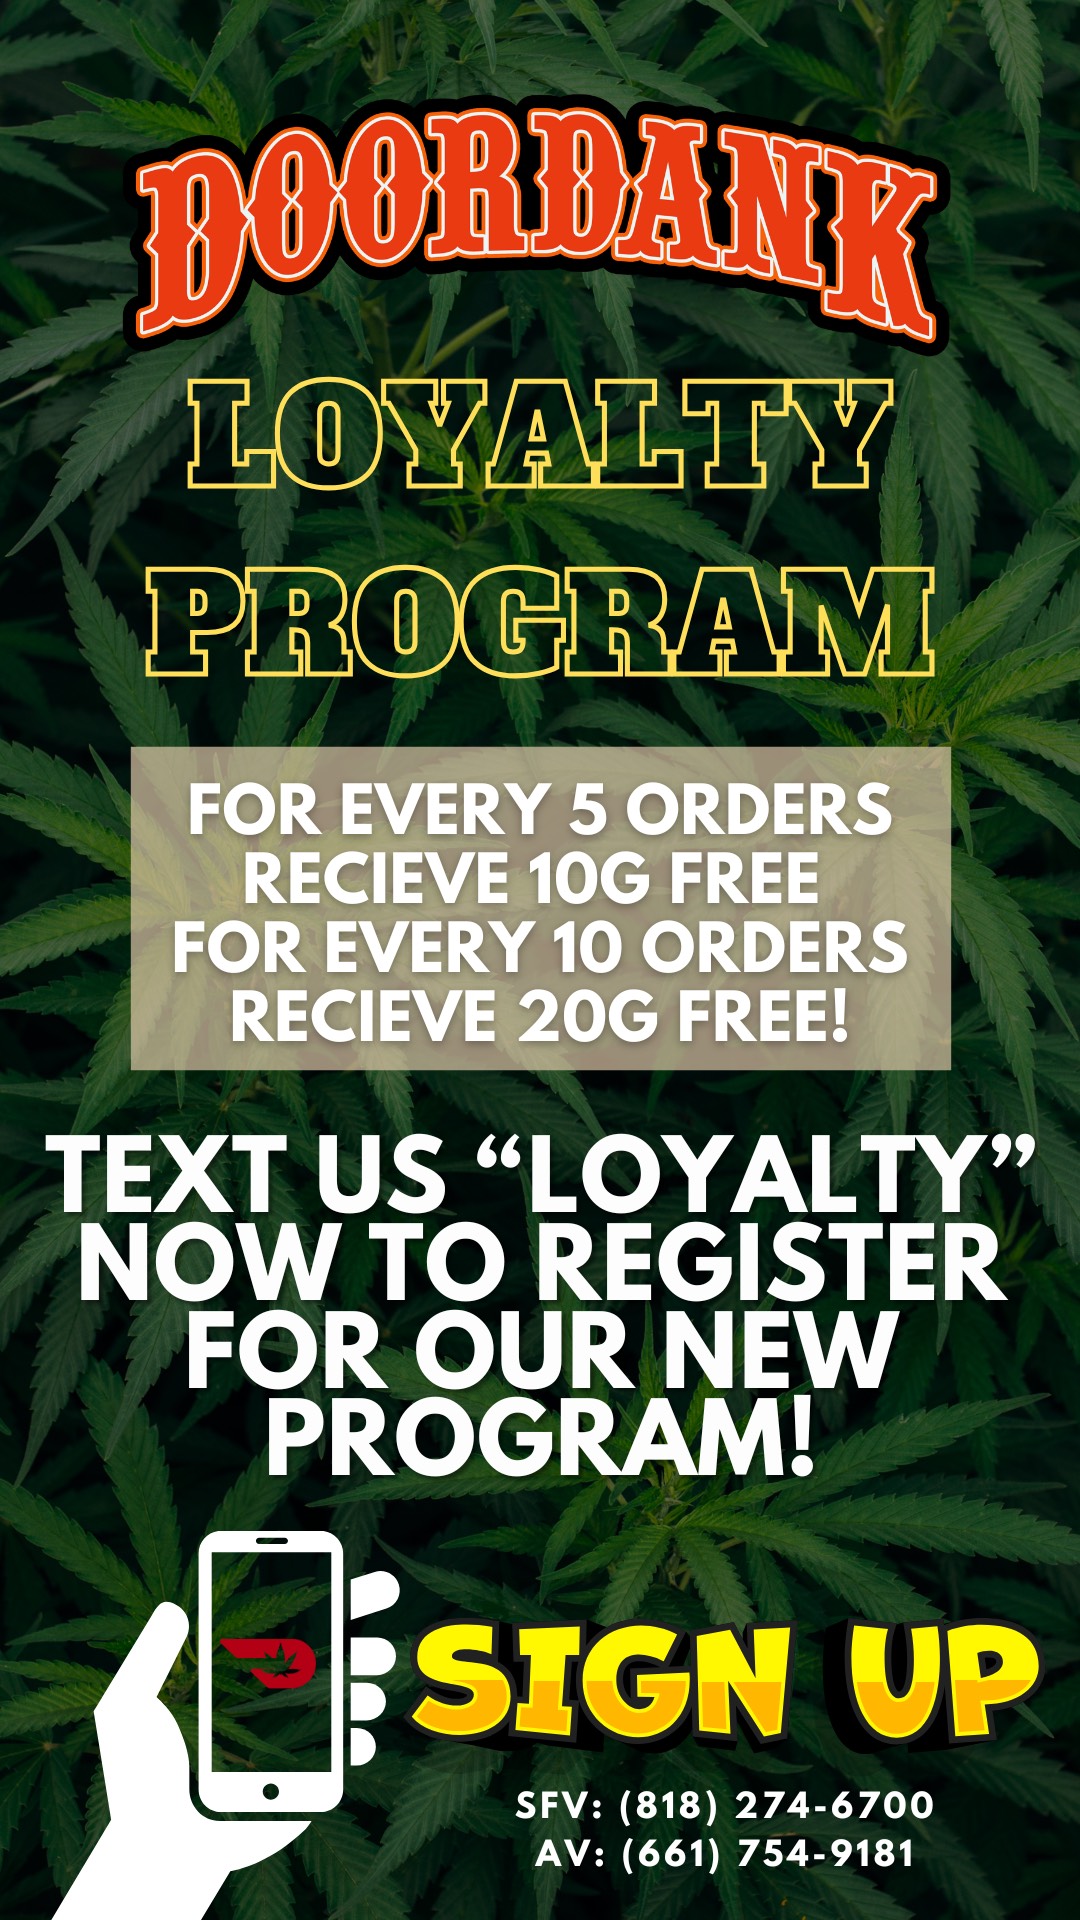 DOORDANK
LOYALTY
PROGRAM
FOR EVERY 5 ORDERS
RECIEVE 10G FREE
FOR EVERY 10 ORDERS
RECIEVE 20G FREE!
TEXT US “LOYALTY”
NOW TO REGISTER
FOR OUR NEW
PROGRAM!
SIGN UP
SFV: (818) 274-6700
AV: (661) 754-9181